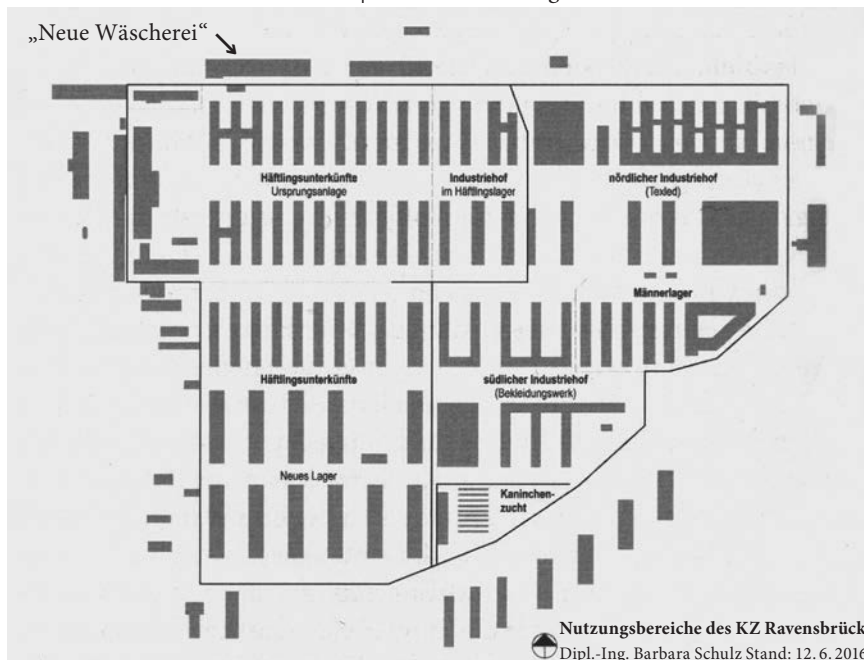 „Neue Wäscherei“
Häftlingsunterkünfte
Ursprungsanlage
Industriehof
im Häftlingslager
nördlicher Industriehof
(Texled)
Männerlager
Häftlingsunterkünfte
südlicher Industriehof
(Bekleidungswerk)
Neues Lager
Kaninchen-
zucht
Nutzungsbereiche des KZ Ravensbrück
Dipl.-Ing. Barbara Schulz Stand: 12. 6. 2016